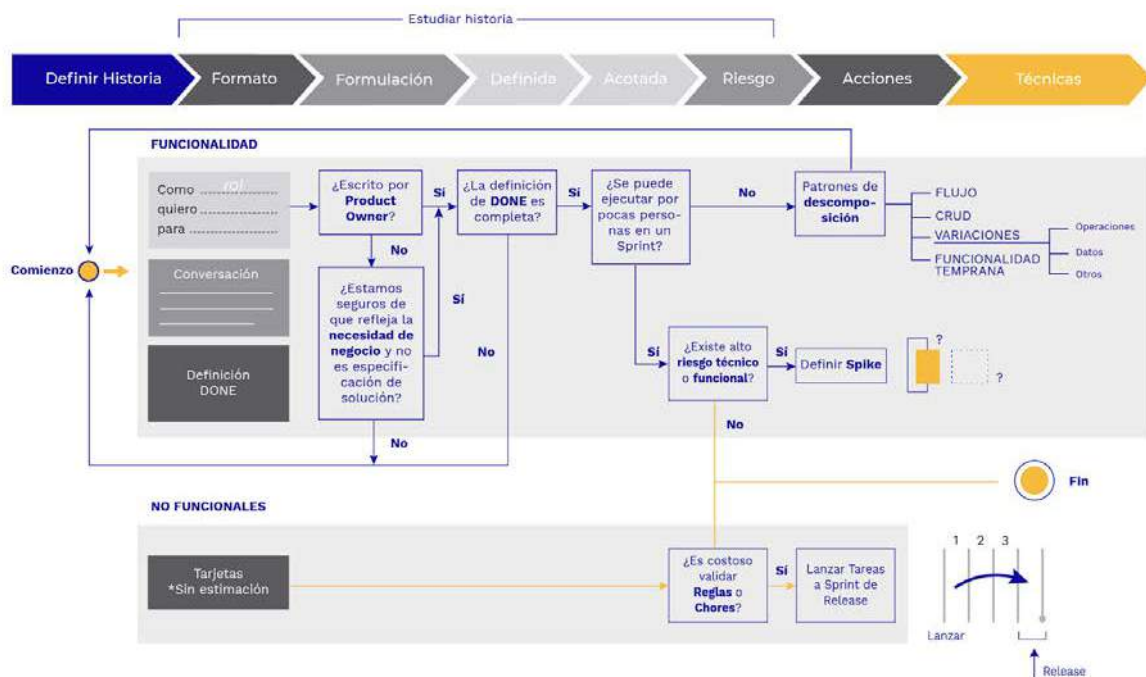 Estudiar historia
Definir Historia
Formato
Formulación
Definida
Acotada
Riesgo
Acciones
Técnicas
FUNCIONALIDAD
Como rol
quiero
para
Conversación
Definición
DONE
Comienzo
¿Escrito por
Product
Owner?
Sí
No
¿Estamos
seguros de
que refleja la
necesidad de
negocio y no
es especifi-
cación de
solución?
Sí
No
¿La definición
de DONE es
completa?
Sí
No
¿Se puede
ejecutar por
pocas perso-
nas en un
Sprint?
No
Sí
Patrones de
descompo-
sición
FLUJO
CRUD
VARIACIONES
FUNCIONALIDAD
TEMPRANA
Operaciones
Datos
Otros
¿Existe alto
riesgo técnico
o funcional?
Sí
No
Definir Spike
?
?
Fin
NO FUNCIONALES
Tarjetas
*Sin estimación
¿Es costoso
validar
Reglas o
Chores?
Sí
Lanzar Tareas
a Sprint de
Release
1 2 3
Lanzar
Release